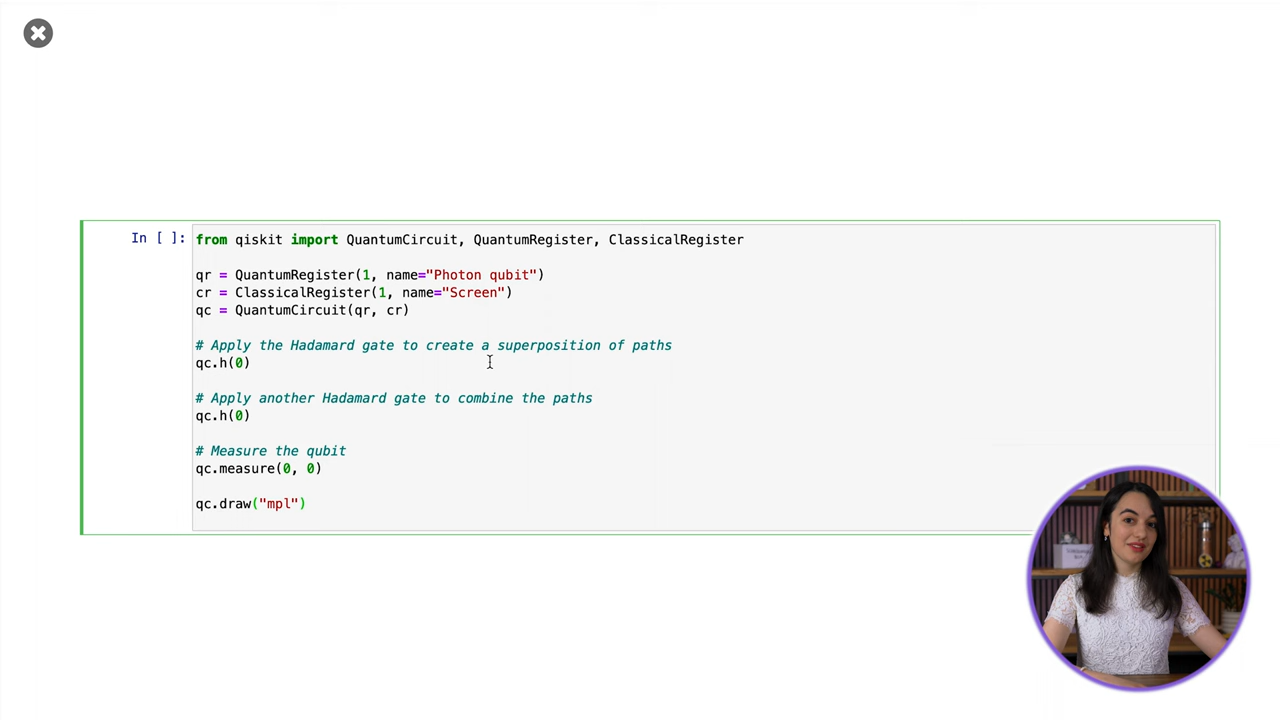 In [ ]:
from qiskit import QuantumCircuit, QuantumRegister, ClassicalRegister
qr = QuantumRegister(1, name="Photon qubit")
cr = ClassicalRegister(1, name="Screen")
qc = QuantumCircuit(qr, cr)
# Apply the Hadamard gate to create a superposition of paths
qc.h(0)
# Apply another Hadamard gate to combine the paths
qc.h(0)
# Measure the qubit
qc.measure(0, 0)
qc.draw("mpl")